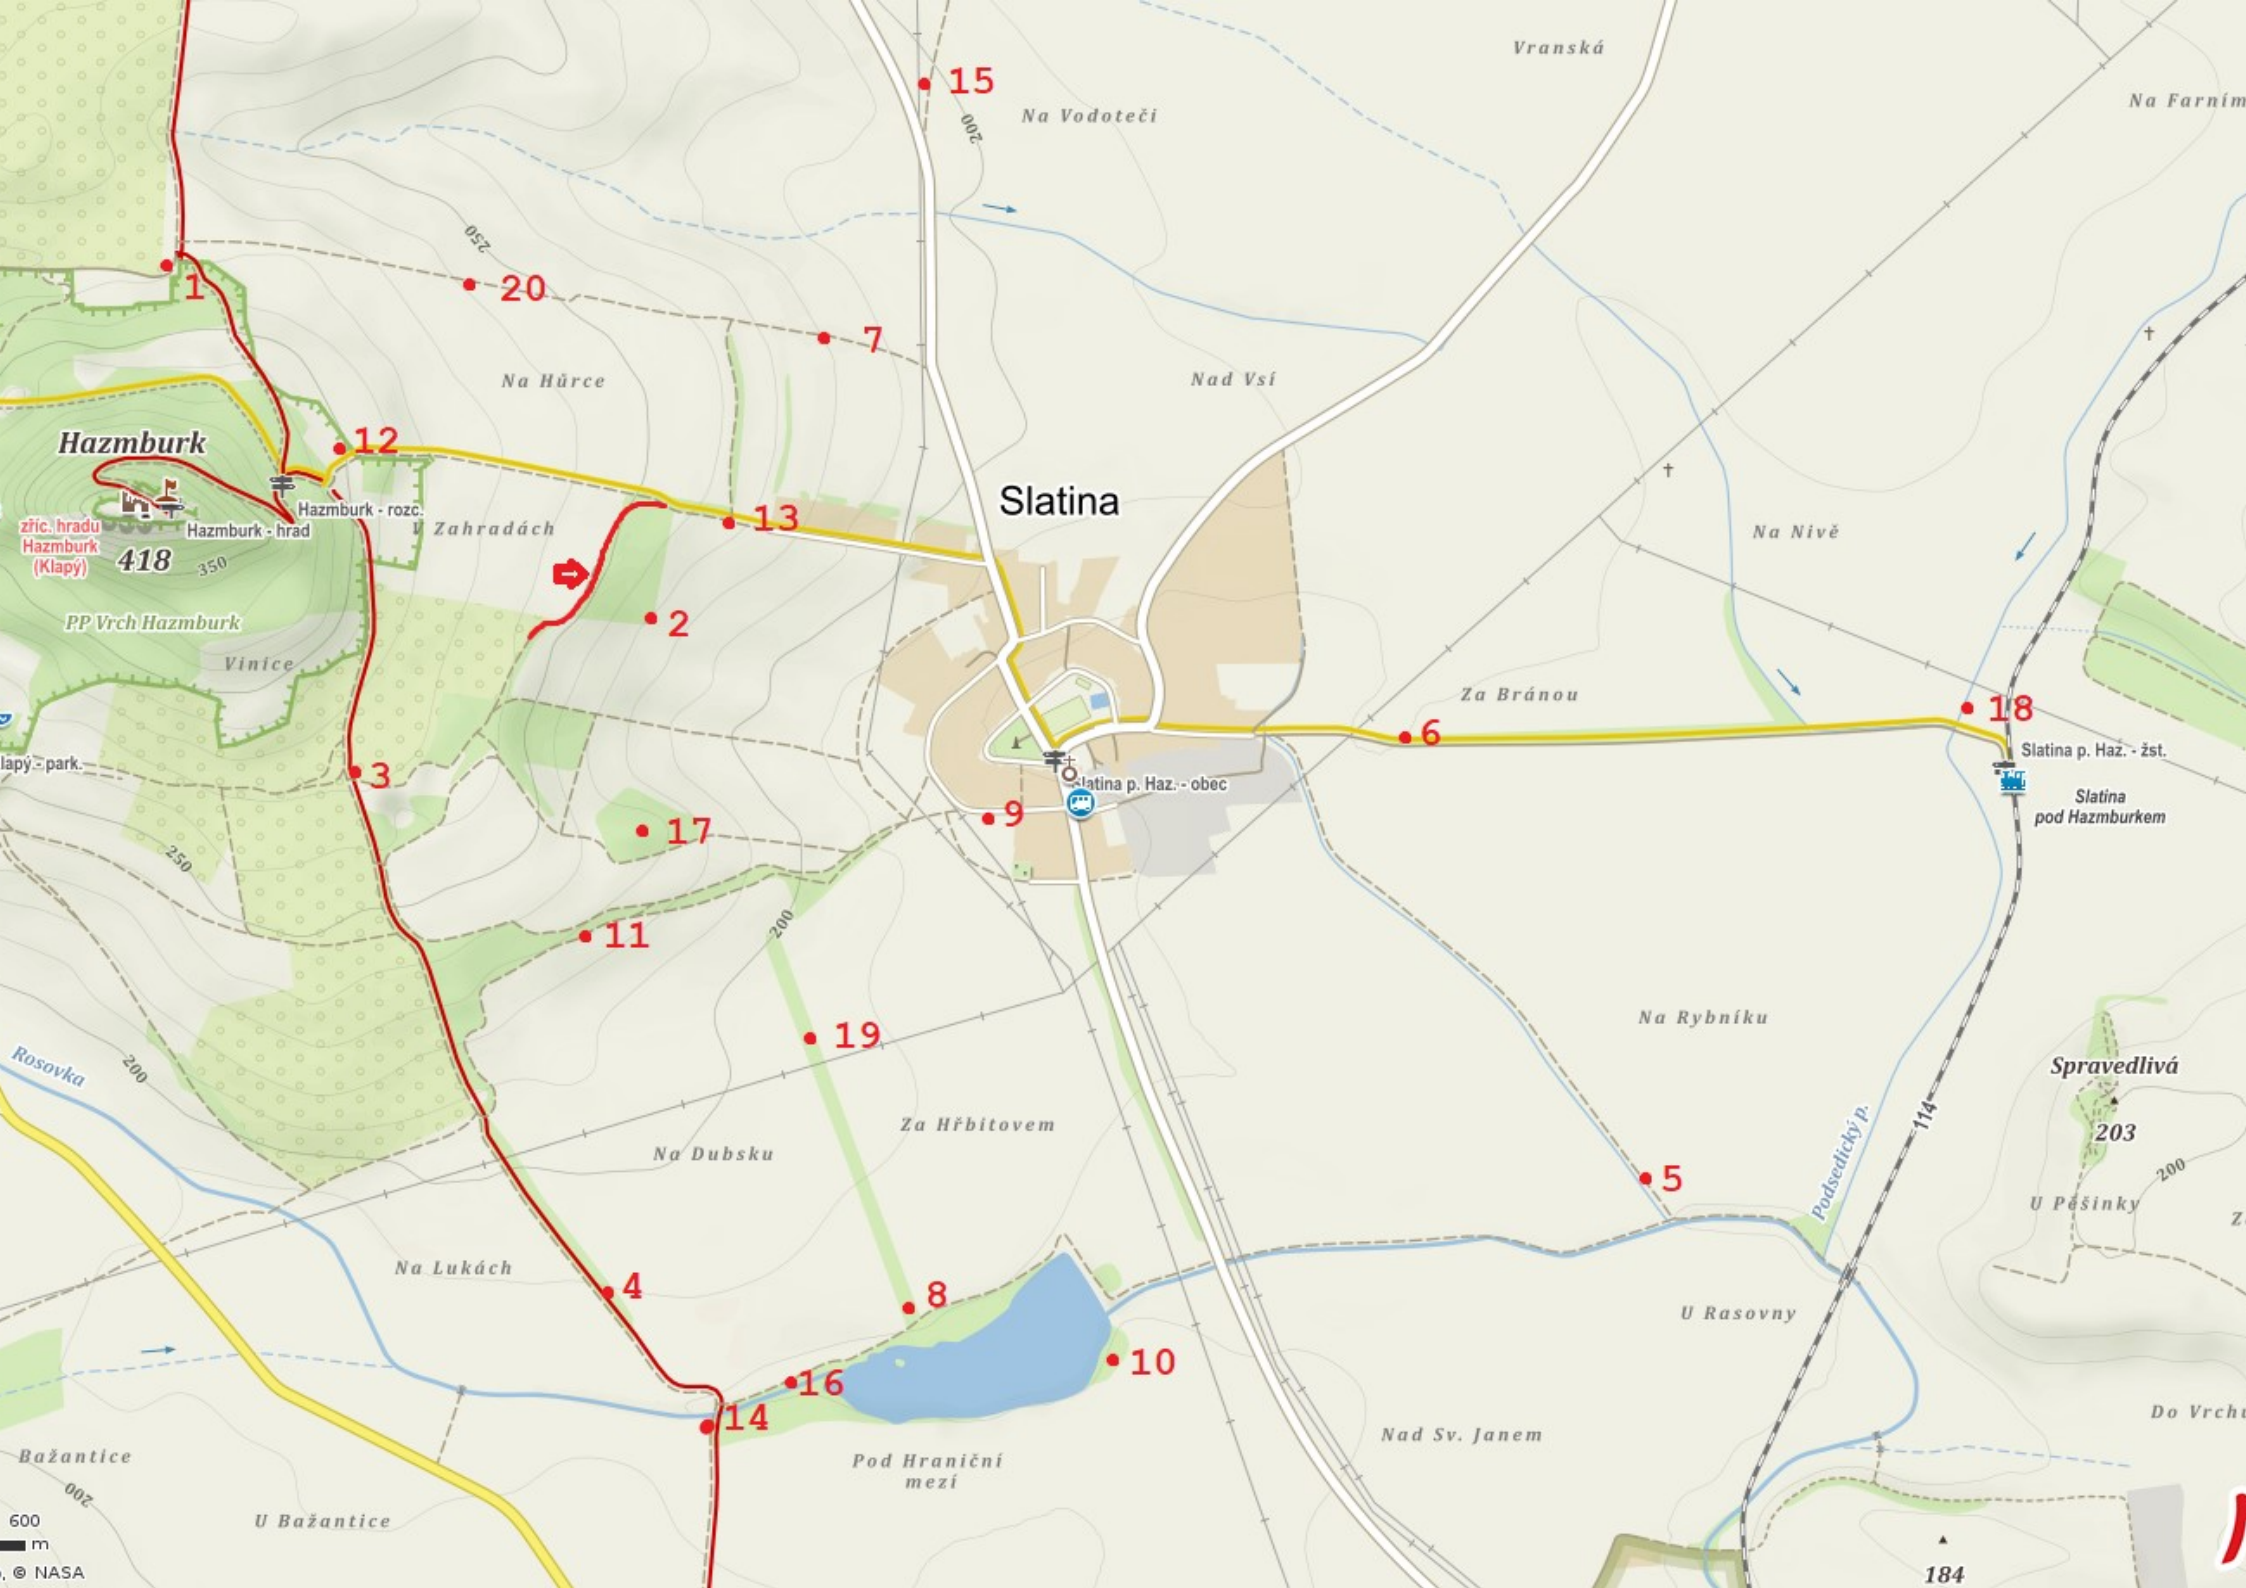 Vranská
15
Na Farním
200
Na Vodoteči
250
1
20
7
Na Hůrce
Nad Vsí
Hazmburk
12
Slatina
Hazmburk - rozc.
zříc. hradu
Hazmburk
(Klapý)
Hazmburk - hrad
V Zahradách
13
Na Nivě
418
350
PP Vrch Hazmburk
2
Vinice
Za Bránou
18
6
Slatina p. Haz. - žst.
lapý - park.
3
Slatina p. Haz. - obec
Slatina
pod Hazmburkem
9
17
250
200
11
19
Na Rybníku
Rosovka
200
Spravedlivá
114
Za Hřbitovem
203
Na Dubsku
Podsedický p.
200
5
U Pěšinky
Na Lukách
4
8
U Rasovny
10
16
14
Do Vrchu
Nad Sv. Janem
Bažantice
Pod Hraniční
mezí
200
600
U Bažantice
m
, © NASA
184